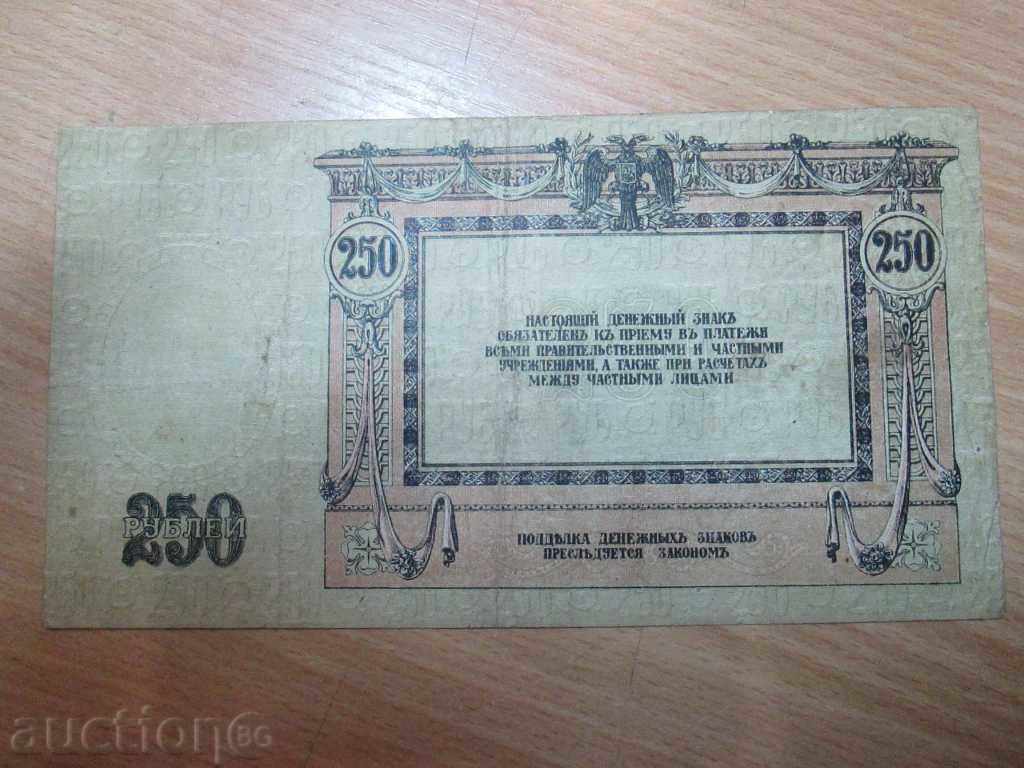 250
250
НАСТОЯЩІЙ ДЕНЕЖНЫЙ ЗНАКЪ
ОБЯЗАТЕЛЕНЪ КЪ ПРІЕМУ ВЪ ПЛАТЕЖИ
ВСѢМИ ПРАВИТЕЛЬСТВЕННЫМИ И ЧАСТНЫМИ
УЧРЕЖДЕНІЯМИ, А ТАКЖЕ ПРИ РАСЧЕТАХЪ
МЕЖДУ ЧАСТНЫМИ ЛИЦАМИ
250
РУБЛЕЙ
ПОДДѢЛКА ДЕНЕЖНЫХЪ ЗНАКОВЪ
ПРЕСЛѢДУЕТСЯ ЗАКОНОМЪ
auction BG